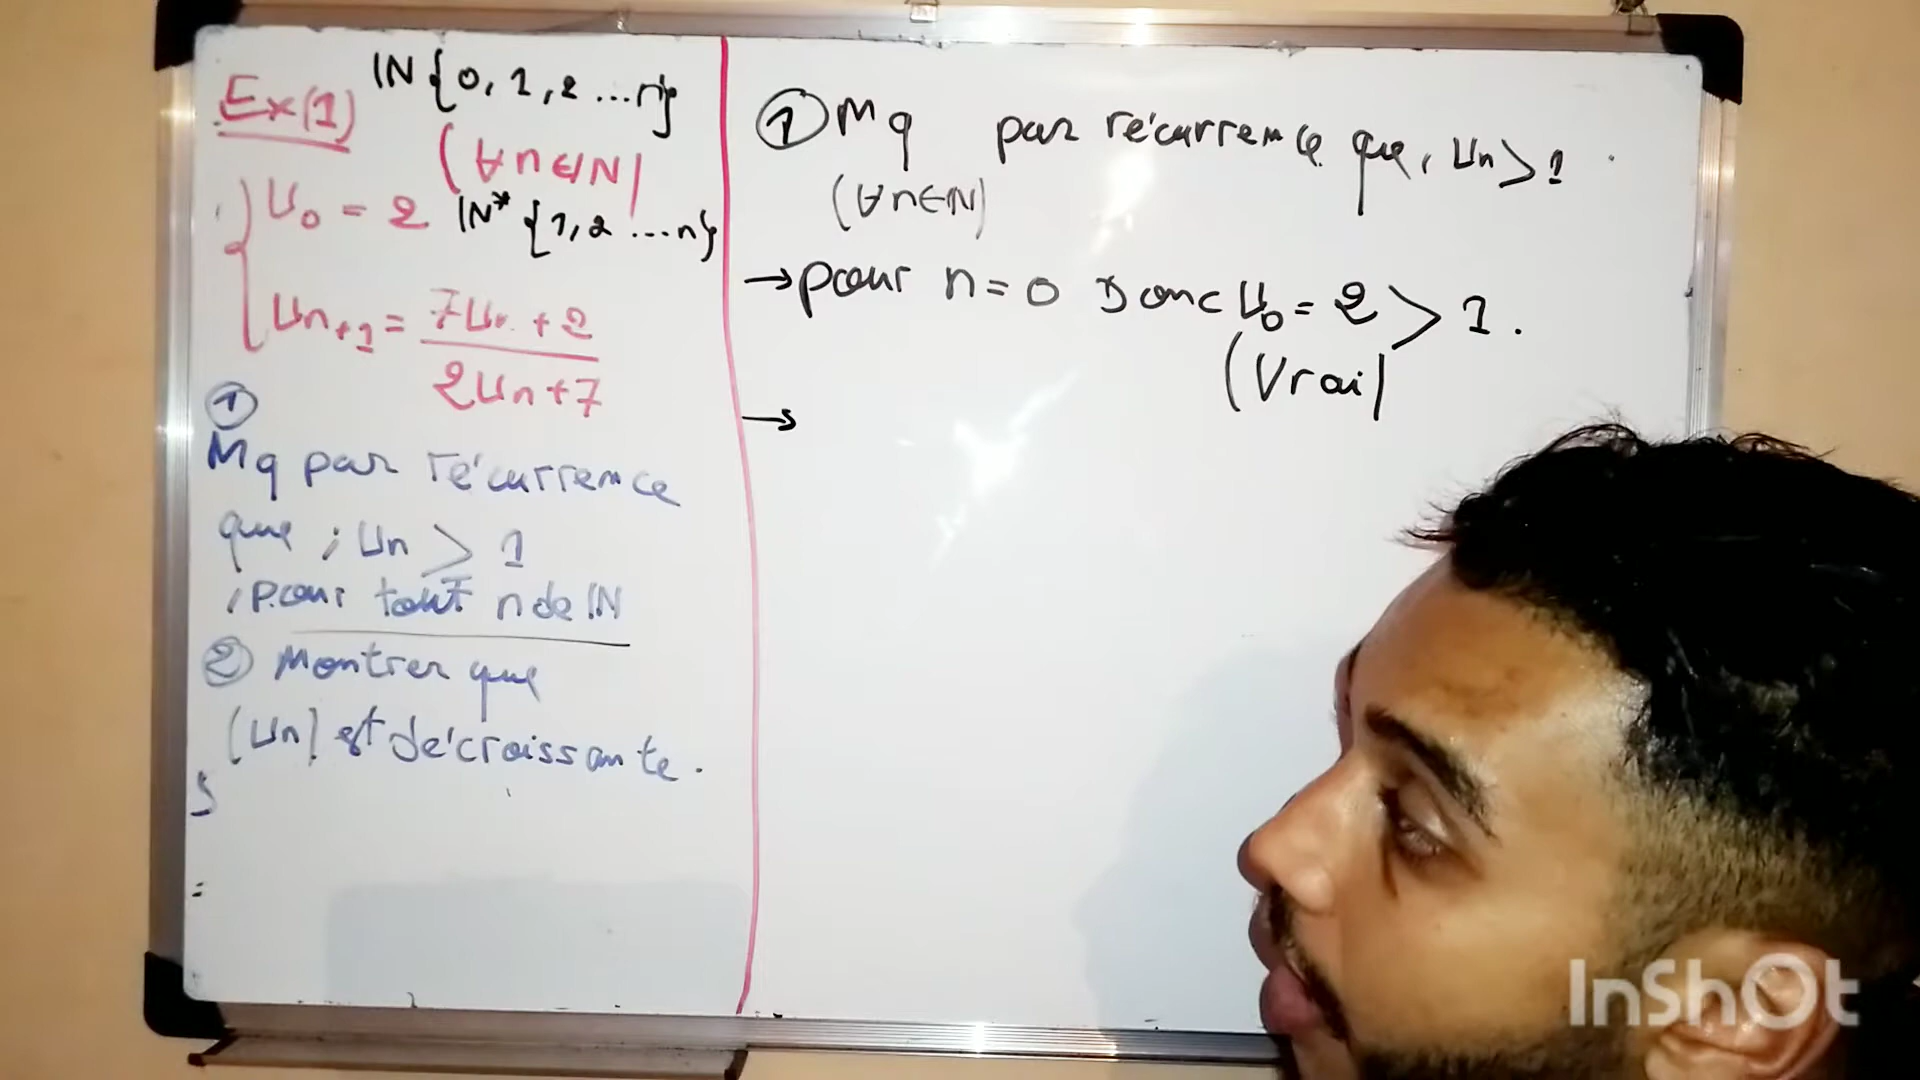 Ex(1) IN{0, 1, 2 ... n}
(∀n∈IN)
U₀ = 2 IN* {1, 2 ... n}
Un+1 = 7Un + 2 / 2Un + 7
①
Mq par récurrence
que ; Un > 1
; pour tout n de IN
② Montrer que
(Un) est décroissante.
① Mq par récurrence que, Un > 1.
(∀n∈IN)
→ pour n = 0 Donc U₀ = 2 > 1.
(Vrai)
→
InShOt